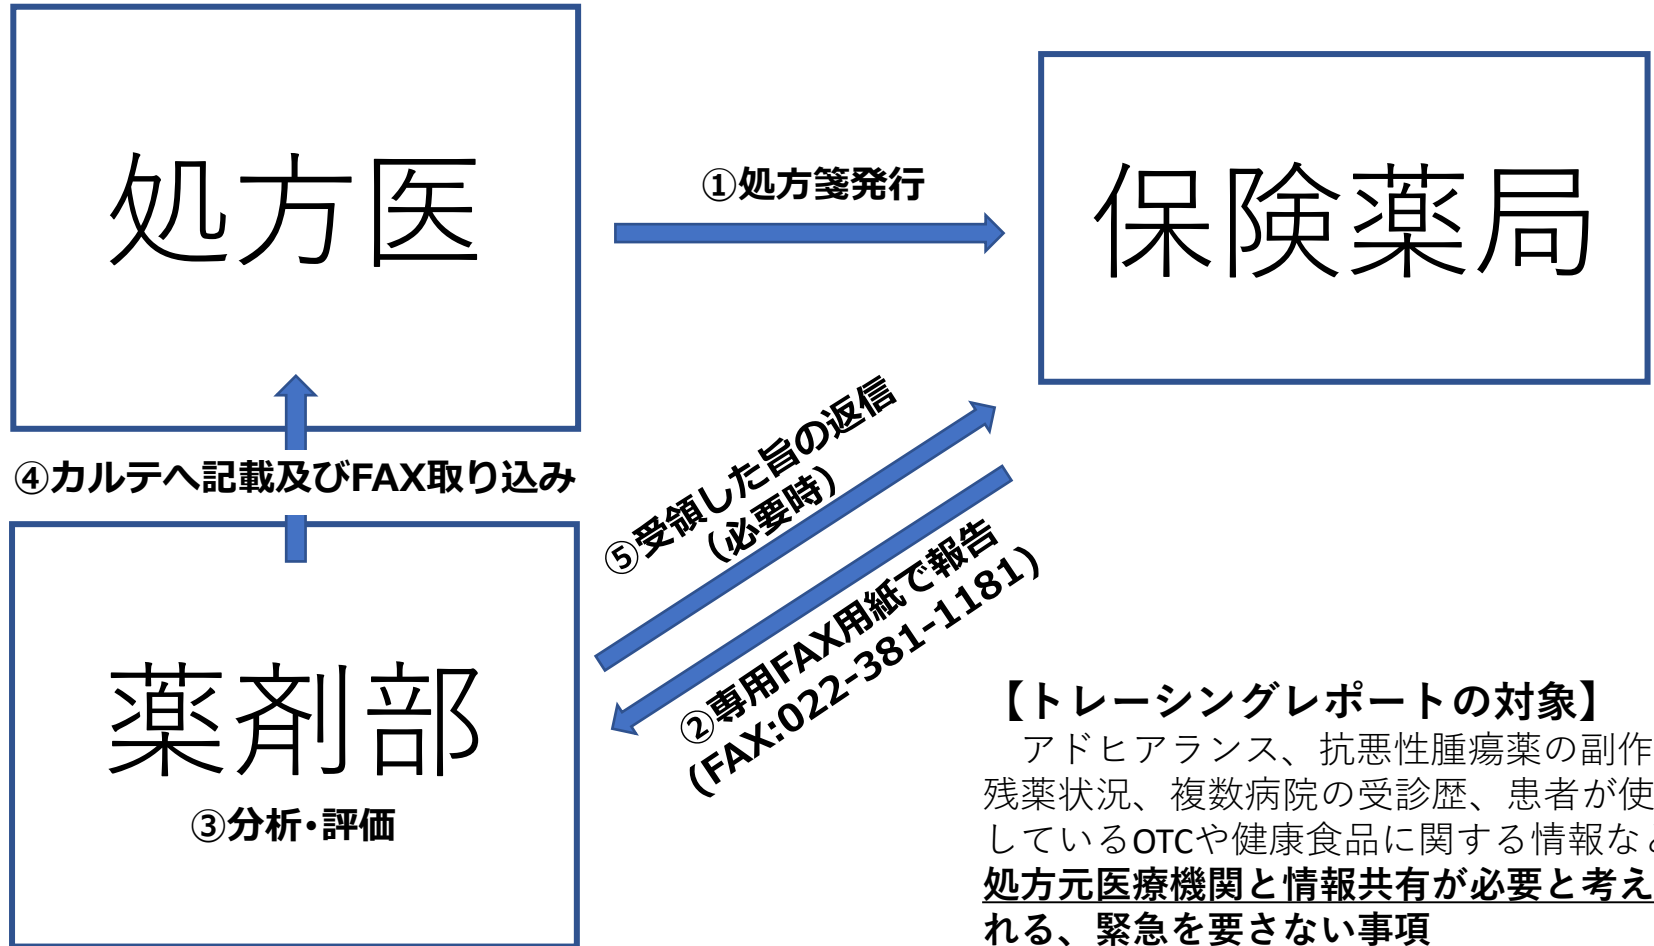 処方医
①処方箋発行
保険薬局
④カルテへ記載及びFAX取り込み
⑤受領した旨の返信
（必要時）
②専用FAX用紙で報告
(FAX:022-381-1181)
薬剤部
③分析・評価
【トレーシングレポートの対象】
アドヒアランス、抗悪性腫瘍薬の副作
残薬状況、複数病院の受診歴、患者が使
しているOTCや健康食品に関する情報な
処方元医療機関と情報共有が必要と考え
れる、緊急を要さない事項